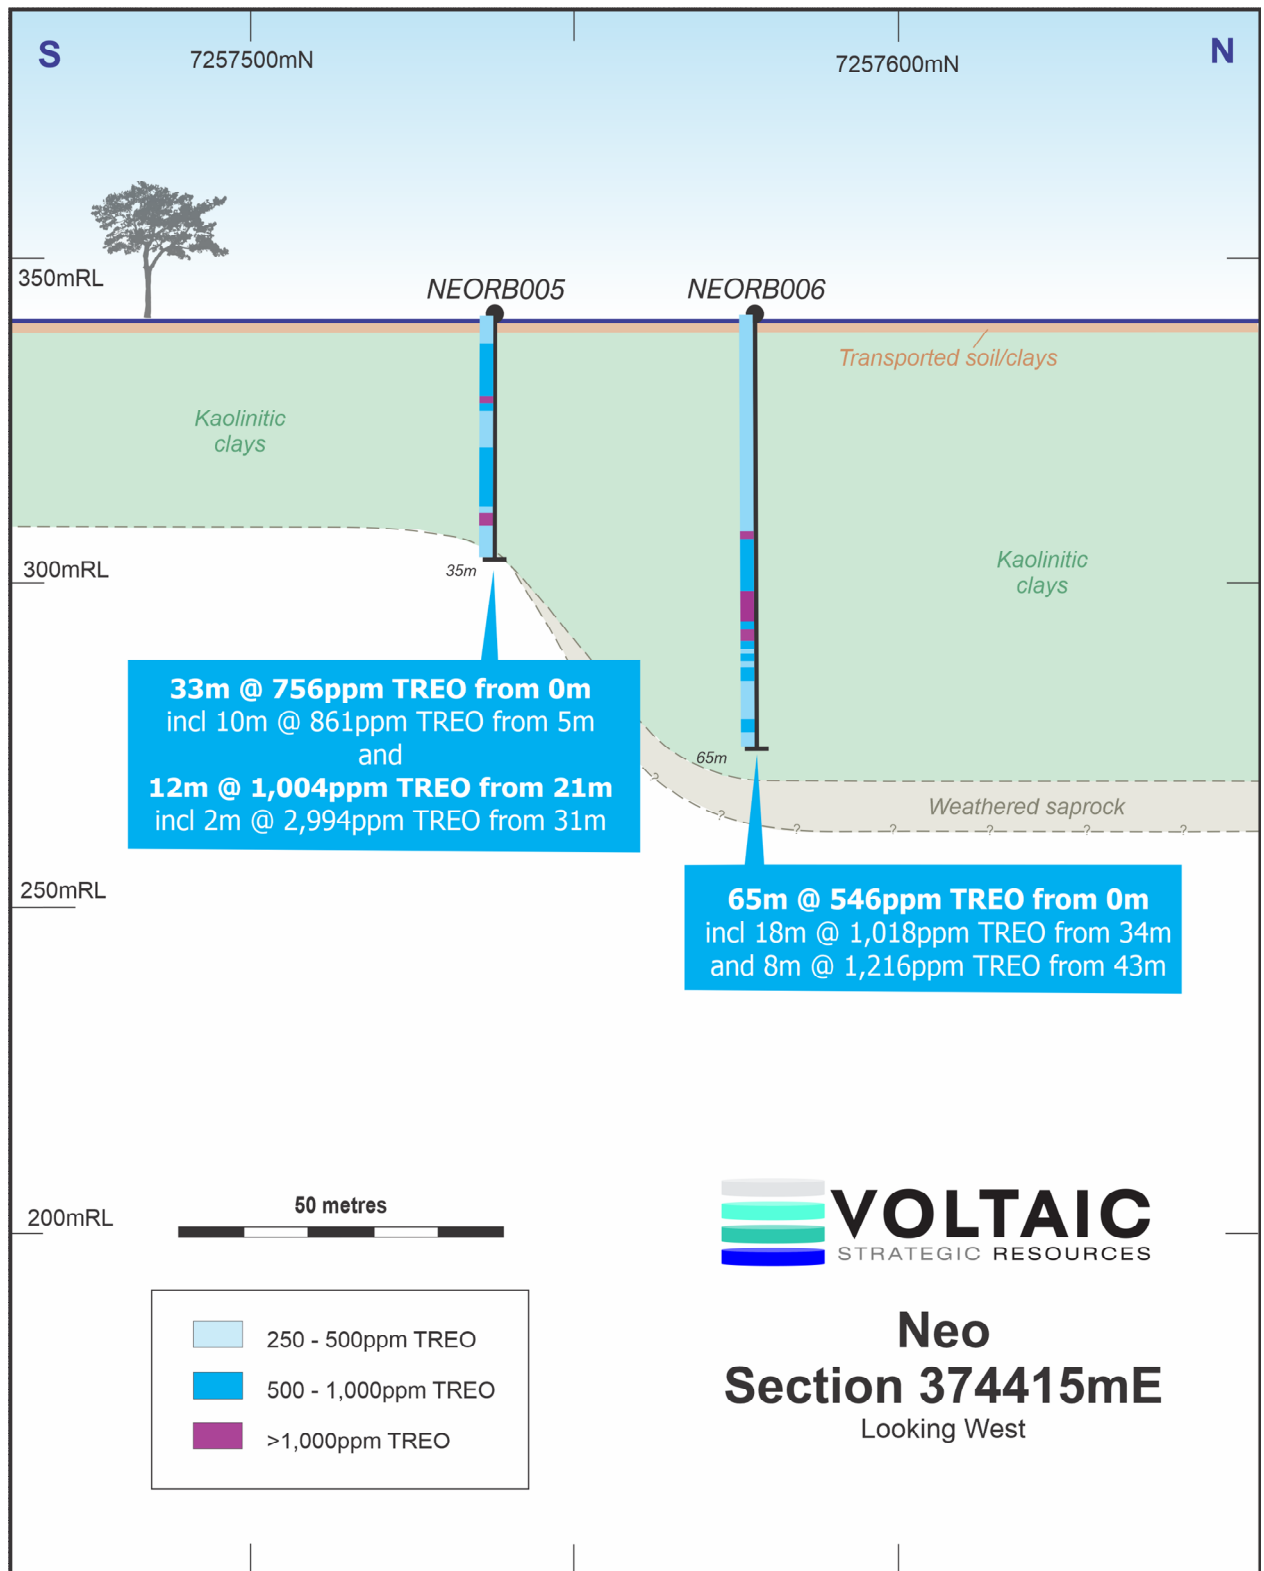 S
7257500mN
7257600mN
N
350mRL
NEORB005
NEORB006
Transported soil/clays
Kaolinitic
clays
Kaolinitic
clays
300mRL
35m
33m @ 756ppm TREO from 0m
incl 10m @ 861ppm TREO from 5m
and
12m @ 1,004ppm TREO from 21m
incl 2m @ 2,994ppm TREO from 31m
65m
?
?
?
?
?
?
?
Weathered saprock
250mRL
65m @ 546ppm TREO from 0m
incl 18m @ 1,018ppm TREO from 34m
and 8m @ 1,216ppm TREO from 43m
200mRL
50 metres
VOLTAIC
STRATEGIC RESOURCES
250 - 500ppm TREO
500 - 1,000ppm TREO
>1,000ppm TREO
Neo
Section 374415mE
Looking West